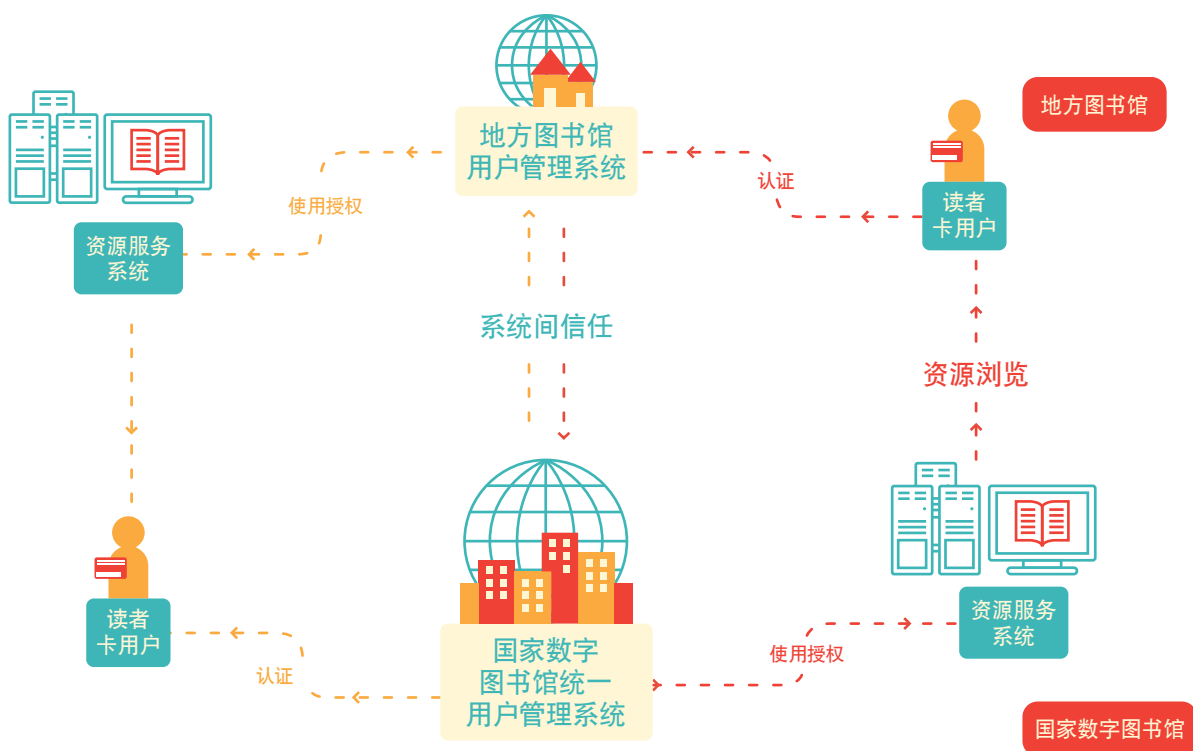 地方图书馆
地方图书馆
用户管理系统
认证
读者
卡用户
使用授权
资源服务
系统
系统间信任
资源浏览
资源服务
系统
读者
卡用户
国家数字
图书馆统一
用户管理系统
使用授权
认证
国家数字图书馆